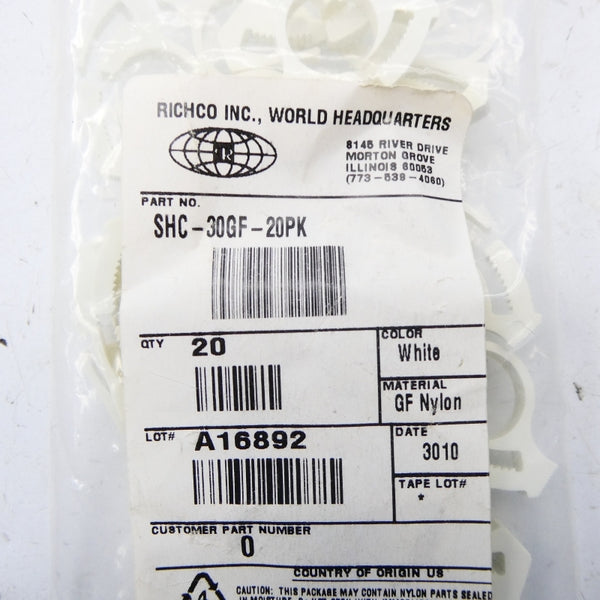 RICHCO INC., WORLD HEADQUARTERS
R
8145 RIVER DRIVE
MORTON GROVE
ILLINOIS 60053
(773-539-4060)
PART NO.
SHC-30GF-20PK
QTY 20
COLOR
White
MATERIAL
GF Nylon
LOT# A16892
DATE
3010
TAPE LOT#
*
CUSTOMER PART NUMBER
0
COUNTRY OF ORIGIN US
CAUTION: THIS PACKAGE MAY CONTAIN NYLON PARTS SEALED